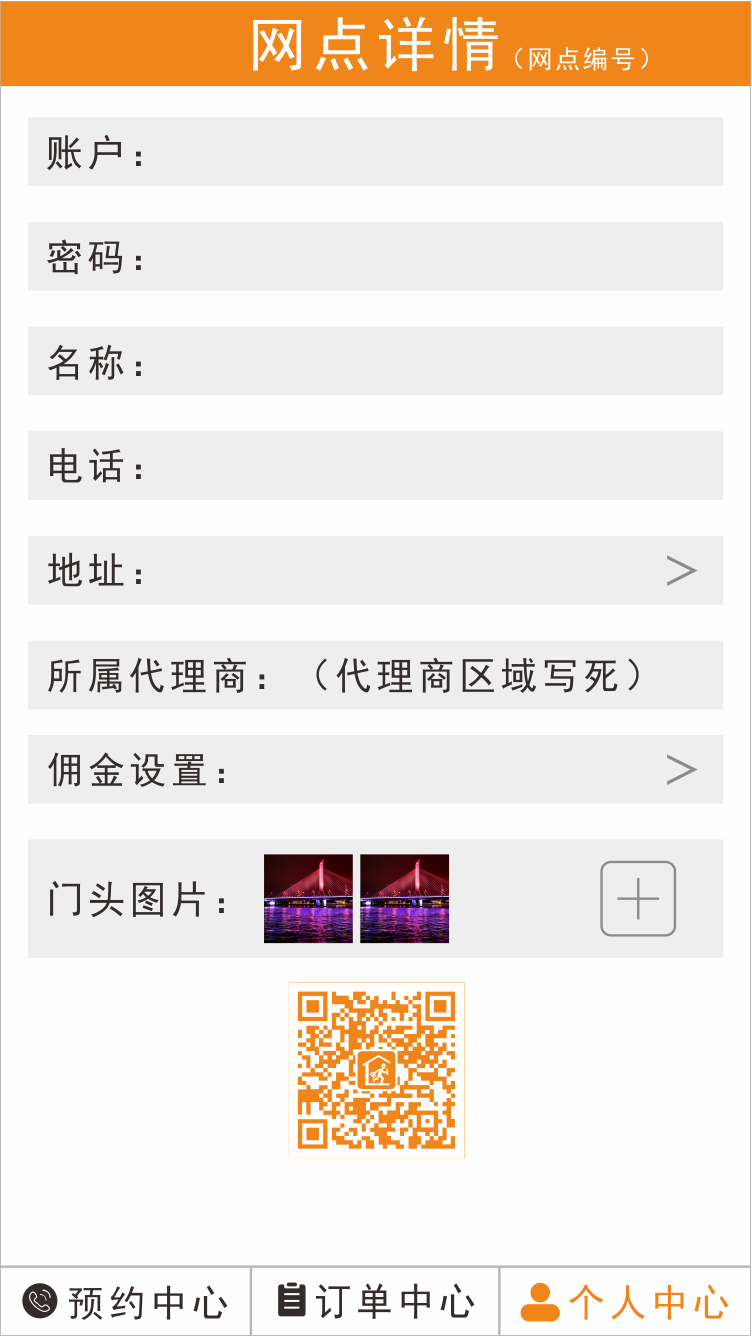 网点详情（网点编号）
账户：
密码：
名称：
电话：
地址：
所属代理商：（代理商区域写死）
佣金设置：
门头图片：
预约中心 订单中心 个人中心